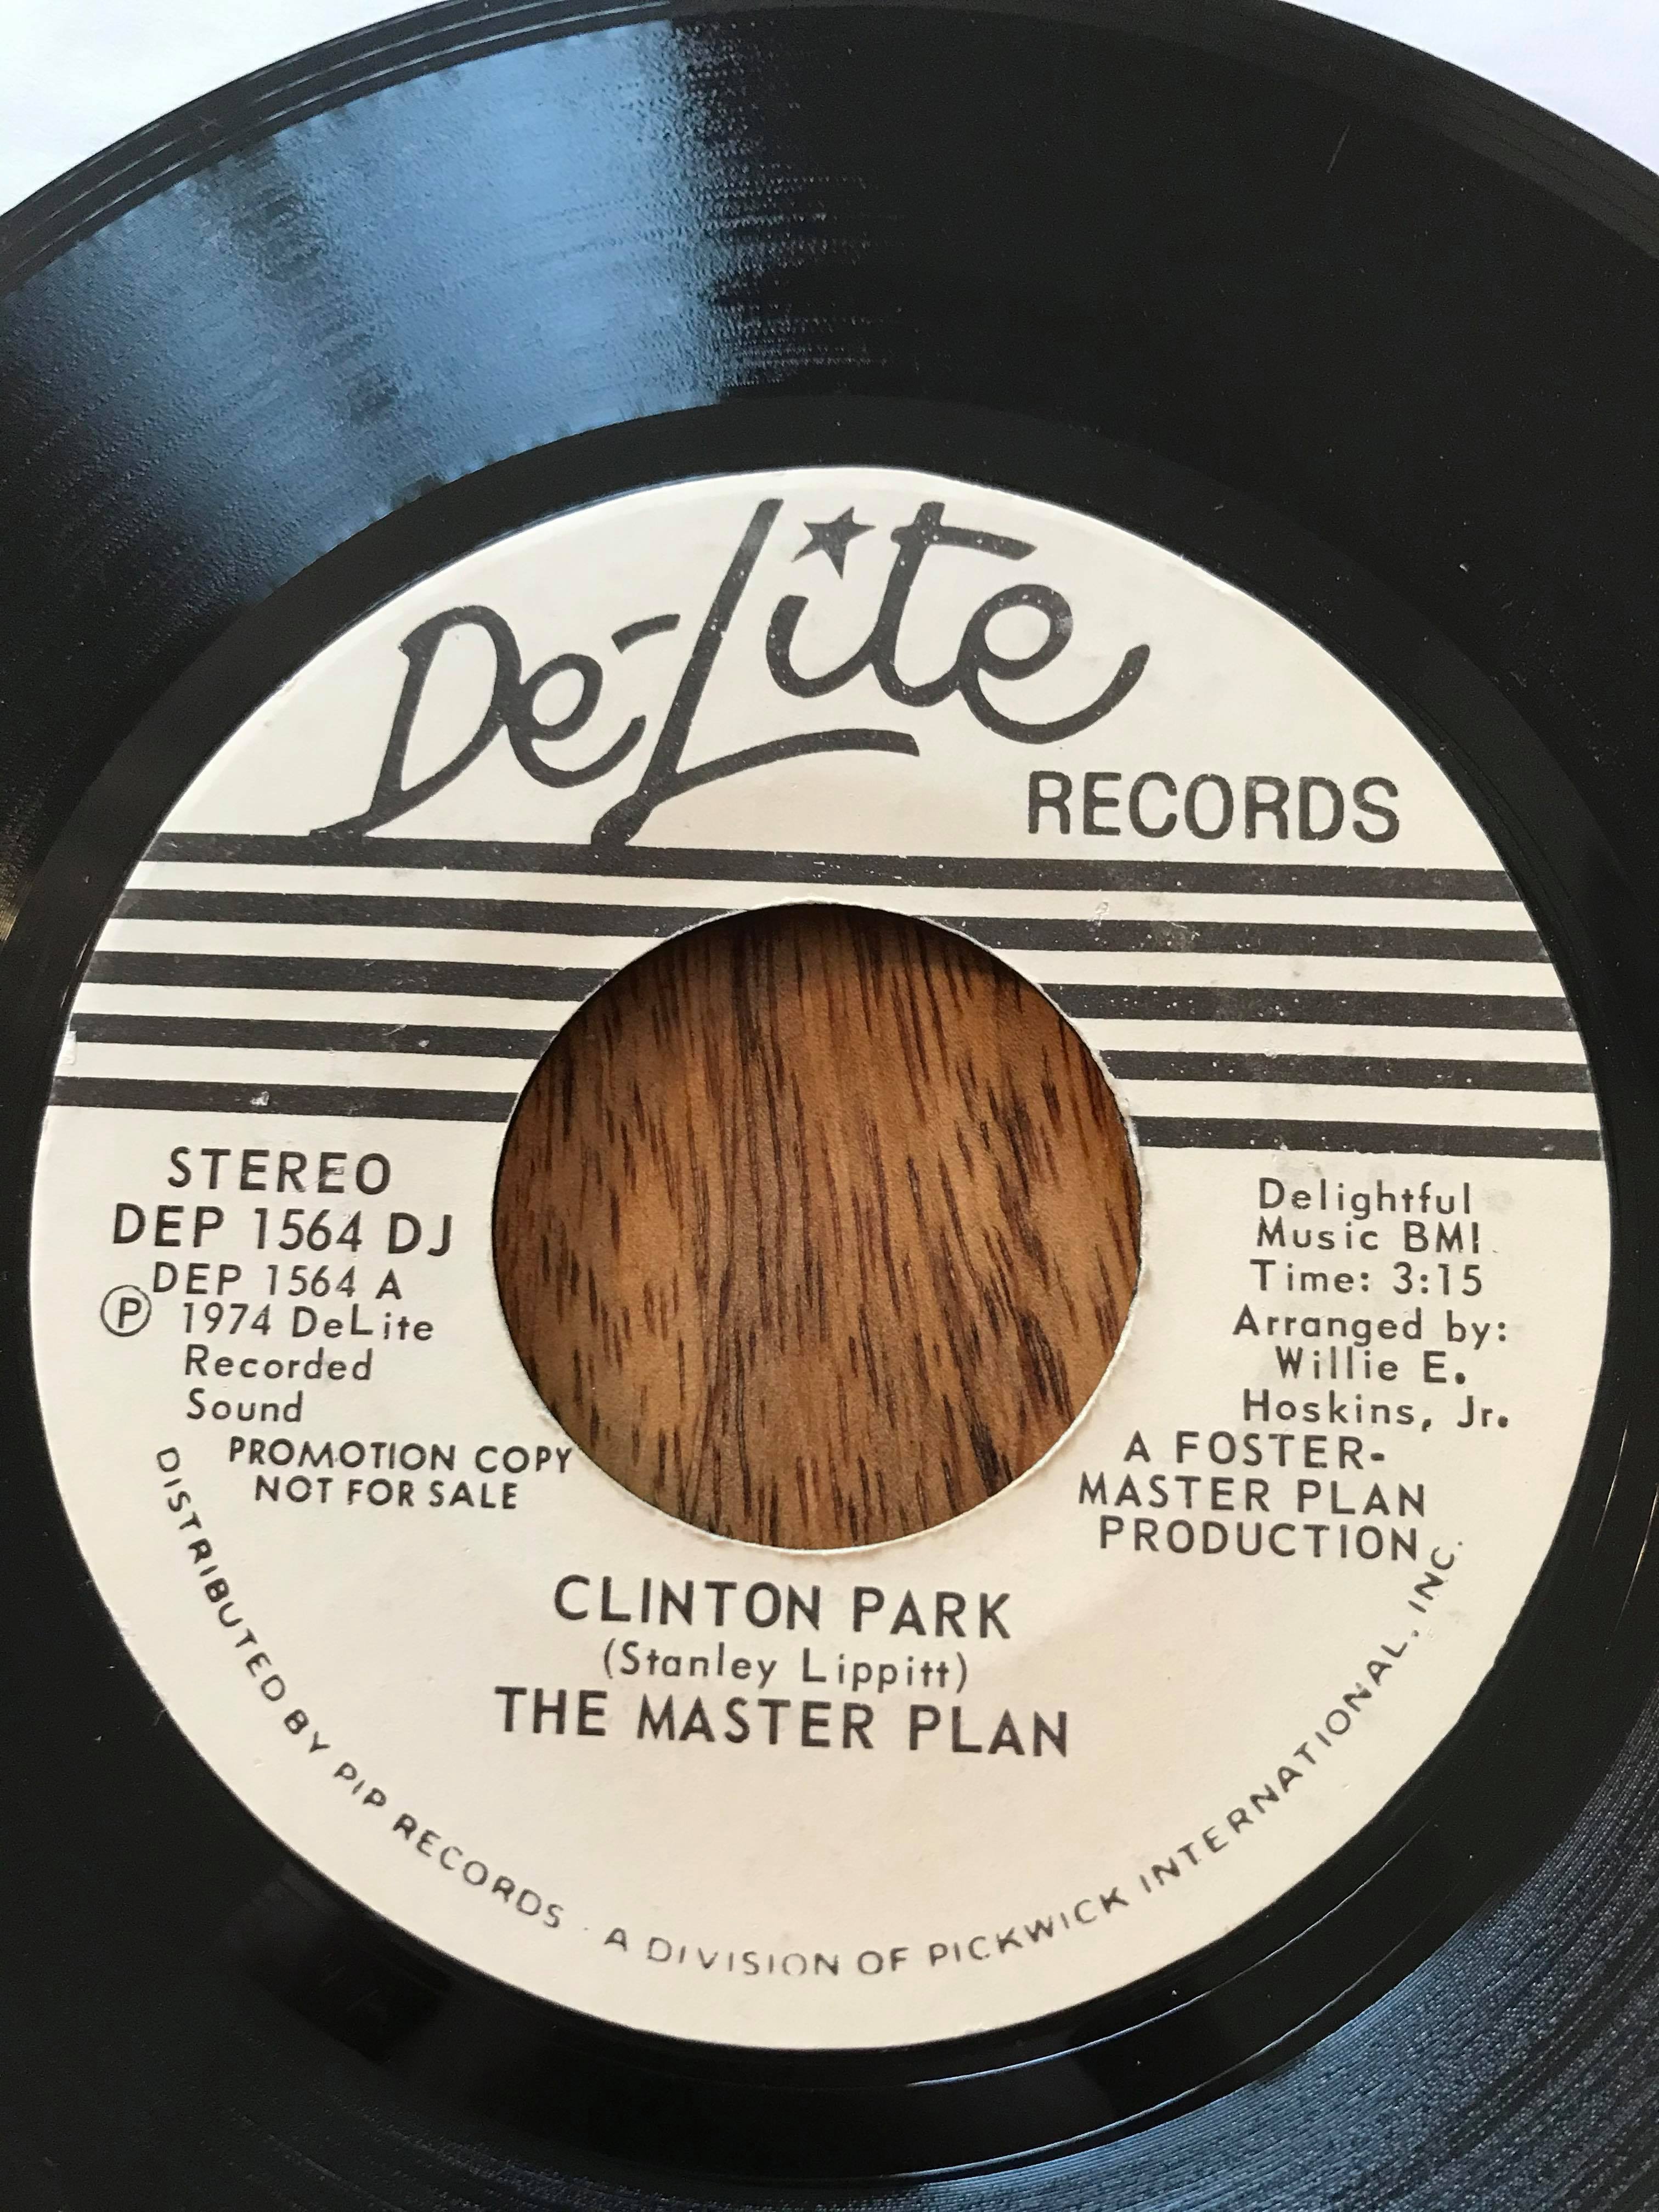 De-Lite
RECORDS
STEREO
DEP 1564 DJ
DEP 1564 A
Ⓟ 1974 DeLite
Recorded
Sound
PROMOTION COPY
NOT FOR SALE
Delightful
Music BMI
Time: 3:15
Arranged by:
Willie E.
Hoskins, Jr.
A FOSTER-
MASTER PLAN
PRODUCTION
CLINTON PARK
(Stanley Lippitt)
THE MASTER PLAN
DISTRIBUTED BY PIP RECORDS · A DIVISION OF PICKWICK INTERNATIONAL, INC.